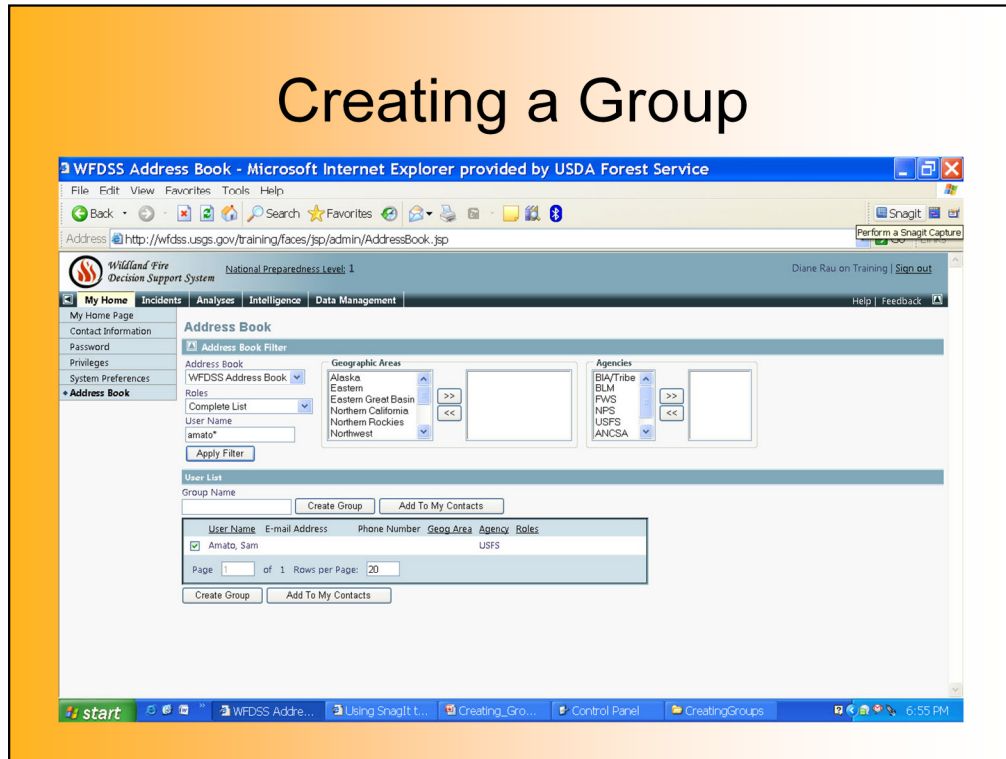 Creating a Group
WFDSS Address Book - Microsoft Internet Explorer provided by USDA Forest Service
File Edit View Favorites Tools Help
Back Search Favorites Snagit
Address http://wfdss.usgs.gov/training/faces/jsp/admin/AddressBook.jsp
Perform a Snagit Capture
Wildland Fire
Decision Support System National Preparedness Level: 1 Diane Rau on Training | Sign out
My Home Incidents Analyses Intelligence Data Management Help | Feedback
My Home Page
Contact Information
Password
Privileges
System Preferences
Address Book
Address Book
Address Book Filter
Address Book
WFDSS Address Book
Roles
Complete List
User Name
amato*
Apply Filter
Geographic Areas
Alaska
Eastern
Eastern Great Basin
Northern California
Northern Rockies
Northwest
>>
<<
Agencies
BIA/Tribe
BLM
FWS
NPS
USFS
ANCSA
>>
<<
User List
Group Name
Create Group Add To My Contacts
User Name E-mail Address Phone Number Geog Area Agency Roles
Amato, Sam USFS
Page 1 of 1 Rows per Page: 20
Create Group Add To My Contacts
start WFDSS Addre... Using SnagIt t... Creating_Gro... Control Panel CreatingGroups 6:55 PM